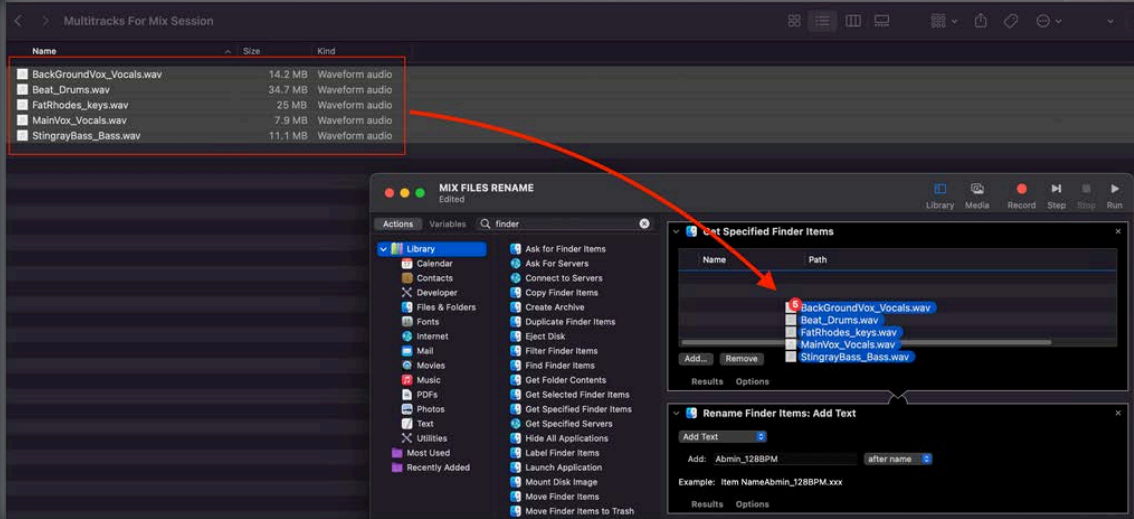 Multitracks For Mix Session
Name Size Kind
BackGroundVox_Vocals.wav 14.2 MB Waveform audio
Beat_Drums.wav 34.7 MB Waveform audio
FatRhodes_keys.wav 25 MB Waveform audio
MainVox_Vocals.wav 7.9 MB Waveform audio
StingrayBass_Bass.wav 11.1 MB Waveform audio
MIX FILES RENAME
Edited
Library Media Record Step Stop Run
Actions Variables finder
Library
Calendar
Contacts
Developer
Files & Folders
Fonts
Internet
Mail
Movies
Music
PDFs
Photos
Text
Utilities
Most Used
Recently Added
Ask for Finder Items
Ask For Servers
Connect to Servers
Copy Finder Items
Create Archive
Duplicate Finder Items
Eject Disk
Filter Finder Items
Find Finder Items
Get Folder Contents
Get Selected Finder Items
Get Specified Finder Items
Get Specified Servers
Hide All Applications
Label Finder Items
Launch Application
Mount Disk Image
Move Finder Items
Move Finder Items to Trash
Get Specified Finder Items
Name Path
5
BackGroundVox_Vocals.wav
Beat_Drums.wav
FatRhodes_keys.wav
MainVox_Vocals.wav
StingrayBass_Bass.wav
Add... Remove
Results Options
Rename Finder Items: Add Text
Add Text
Add: Abmin_128BPM after name
Example: Item NameAbmin_128BPM.xxx
Results Options